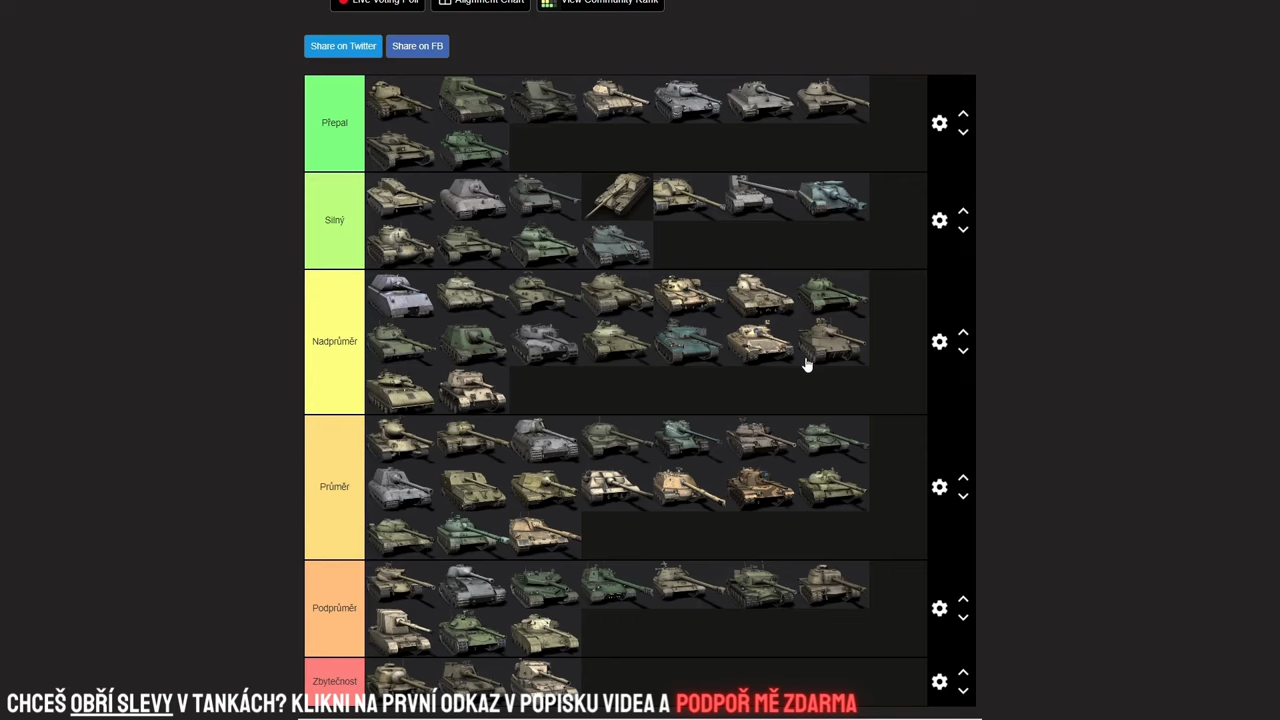 Live Voting Poll
Alignment Chart
View Community Rank
Share on Twitter
Share on FB
Přepal
Silný
Nadprůměr
Průměr
Podprůměr
Zbytečnost
CHCEŠ OBŘÍ SLEVY V TANKÁCH? KLIKNI NA PRVNÍ ODKAZ V POPISKU VIDEA A PODPOŘ MĚ ZDARMA